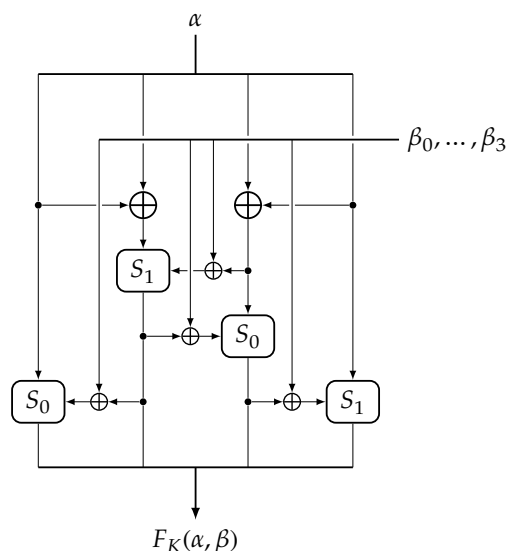 α
β₀, … , β₃
S₁
S₀
S₀
S₁
F_K(α, β)